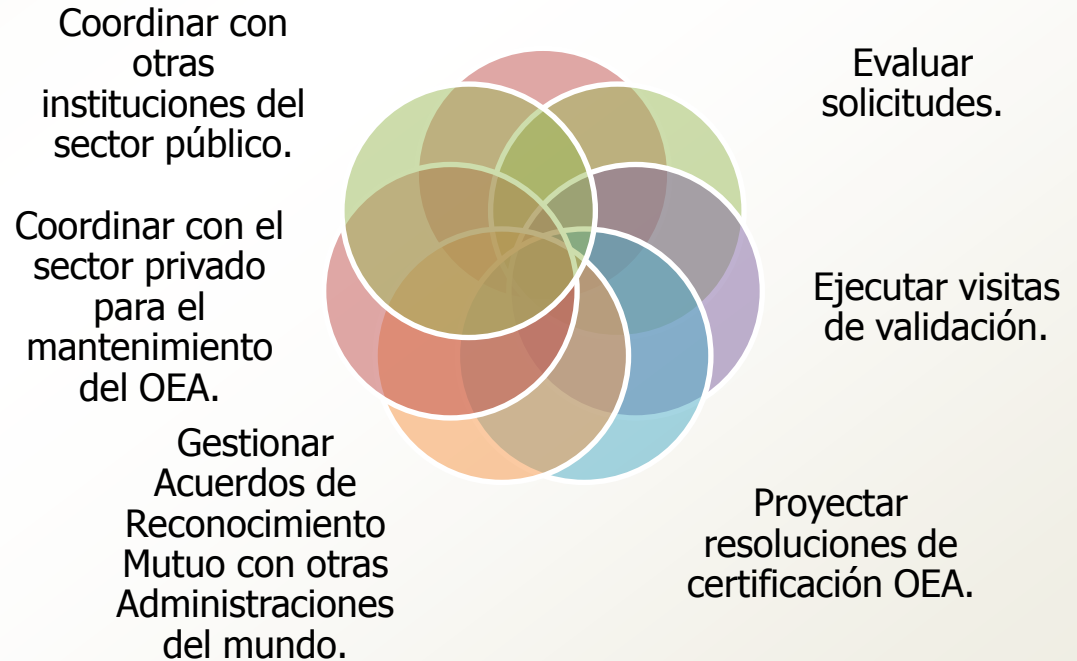 Coordinar con
otras
instituciones del
sector público.
Evaluar
solicitudes.
Coordinar con el
sector privado
para el
mantenimiento
del OEA.
Ejecutar visitas
de validación.
Gestionar
Acuerdos de
Reconocimiento
Mutuo con otras
Administraciones
del mundo.
Proyectar
resoluciones de
certificación OEA.